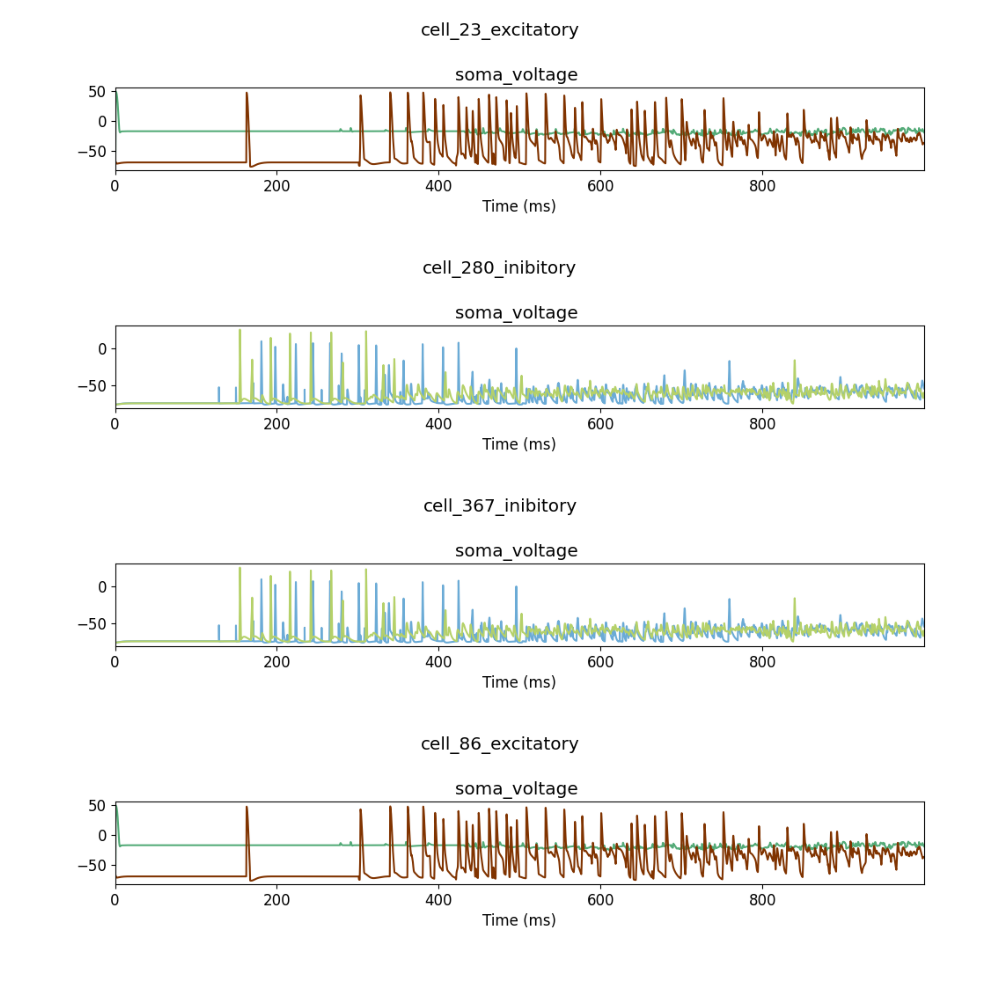 cell_23_excitatory
soma_voltage
50
0
−50
0 200 400 600 800
Time (ms)
cell_280_inibitory
soma_voltage
0
−50
0 200 400 600 800
Time (ms)
cell_367_inibitory
soma_voltage
0
−50
0 200 400 600 800
Time (ms)
cell_86_excitatory
soma_voltage
50
0
−50
0 200 400 600 800
Time (ms)